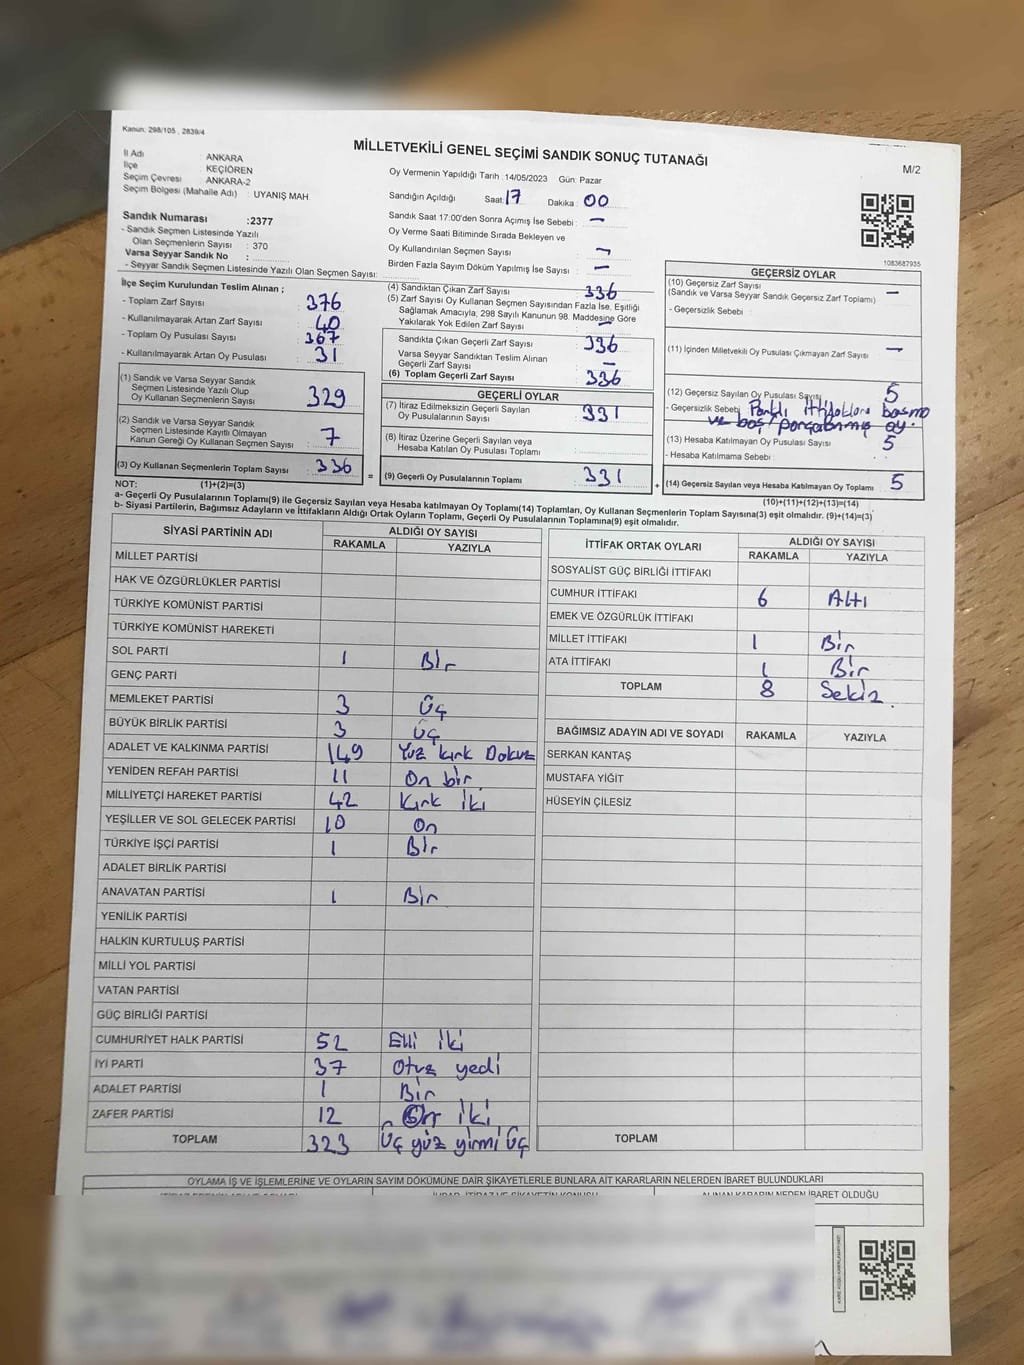 Kanun, 298/105 , 2839/4
MİLLETVEKİLİ GENEL SEÇİMİ SANDIK SONUÇ TUTANAĞI
M/2
İl Adı : ANKARA
İlçe : KEÇİÖREN
Seçim Çevresi : ANKARA-2
Seçim Bölgesi (Mahalle Adı) : UYANIŞ MAH
Sandık Numarası :2377
- Sandık Seçmen Listesinde Yazılı
Olan Seçmenlerin Sayısı : 370
Varsa Seyyar Sandık No :
- Seyyar Sandık Seçmen Listesinde Yazılı Olan Seçmen Sayısı:
Oy Vermenin Yapıldığı Tarih : 14/05/2023 Gün: Pazar
Sandığın Açıldığı Saat: 17 Dakika : 00
Sandık Saat 17:00'den Sonra Açımış İse Sebebi : –
Oy Verme Saati Bitiminde Sırada Bekleyen ve
Oy Kullandırılan Seçmen Sayısı : –
Birden Fazla Sayım Döküm Yapılmış İse Sayısı : –
1083687935
İlçe Seçim Kurulundan Teslim Alınan ;
- Toplam Zarf Sayısı : 376
- Kullanılmayarak Artan Zarf Sayısı : 40
- Toplam Oy Pusulası Sayısı : 367
- Kullanılmayarak Artan Oy Pusulası : 31
(1) Sandık ve Varsa Seyyar Sandık
Seçmen Listesinde Yazılı Olup
Oy Kullanan Seçmenlerin Sayısı : 329
(2) Sandık ve Varsa Seyyar Sandık
Seçmen Listesinde Kayıtlı Olmayan
Kanun Gereği Oy Kullanan Seçmen Sayısı : 7
(3) Oy Kullanan Seçmenlerin Toplam Sayısı : 336 =
(4) Sandıktan Çıkan Zarf Sayısı : 336
(5) Zarf Sayısı Oy Kullanan Seçmen Sayısından Fazla İse, Eşitliği
Sağlamak Amacıyla, 298 Sayılı Kanunun 98. Maddesine Göre
Yakılarak Yok Edilen Zarf Sayısı : –
Sandıkta Çıkan Geçerli Zarf Sayısı : 336
Varsa Seyyar Sandıktan Teslim Alınan
Geçerli Zarf Sayısı : –
(6) Toplam Geçerli Zarf Sayısı : 336
GEÇERLİ OYLAR
(7) İtiraz Edilmeksizin Geçerli Sayılan
Oy Pusulalarının Sayısı : 331
(8) İtiraz Üzerine Geçerli Sayılan veya
Hesaba Katılan Oy Pusulası Toplamı :
(9) Geçerli Oy Pusulalarının Toplamı : 331 +
GEÇERSİZ OYLAR
(10) Geçersiz Zarf Sayısı
(Sandık ve Varsa Seyyar Sandık Geçersiz Zarf Toplamı) : –
- Geçersizlik Sebebi :
(11) İçinden Milletvekili Oy Pusulası Çıkmayan Zarf Sayısı : –
(12) Geçersiz Sayılan Oy Pusulası Sayısı : 5
- Geçersizlik Sebebi : Farklı ittifaklara basma
ve boş/parçalanmış oy.
(13) Hesaba Katılmayan Oy Pusulası Sayısı : 5
- Hesaba Katılmama Sebebi :
(14) Geçersiz Sayılan veya Hesaba Katılmayan Oy Toplamı : 5
(10)+(11)+(12)+(13)=(14)
NOT: (1)+(2)=(3)
a- Geçerli Oy Pusulalarının Toplamı(9) ile Geçersiz Sayılan veya Hesaba katılmayan Oy Toplamı(14) Toplamları, Oy Kullanan Seçmenlerin Toplam Sayısına(3) eşit olmalıdır. (9)+(14)=(3)
b- Siyasi Partilerin, Bağımsız Adayların ve İttifakların Aldığı Ortak Oyların Toplamı, Geçerli Oy Pusulalarının Toplamına(9) eşit olmalıdır.
SİYASİ PARTİNİN ADI ALDIĞI OY SAYISI
RAKAMLA YAZIYLA
MİLLET PARTİSİ
HAK VE ÖZGÜRLÜKLER PARTİSİ
TÜRKİYE KOMÜNİST PARTİSİ
TÜRKİYE KOMÜNİST HAREKETİ
SOL PARTİ 1 Bir
GENÇ PARTİ
MEMLEKET PARTİSİ 3 Üç
BÜYÜK BİRLİK PARTİSİ 3 Üç
ADALET VE KALKINMA PARTİSİ 149 Yüz kırk Dokuz
YENİDEN REFAH PARTİSİ 11 On bir
MİLLİYETÇİ HAREKET PARTİSİ 42 Kırk İki
YEŞİLLER VE SOL GELECEK PARTİSİ 10 On
TÜRKİYE İŞÇİ PARTİSİ 1 Bir
ADALET BİRLİK PARTİSİ
ANAVATAN PARTİSİ 1 Bir
YENİLİK PARTİSİ
HALKIN KURTULUŞ PARTİSİ
MİLLİ YOL PARTİSİ
VATAN PARTİSİ
GÜÇ BİRLİĞİ PARTİSİ
CUMHURİYET HALK PARTİSİ 52 Elli İki
İYİ PARTİ 37 Otuz yedi
ADALET PARTİSİ 1 Bir
ZAFER PARTİSİ 12 On İki
TOPLAM 323 Üç yüz yirmi Üç
İTTİFAK ORTAK OYLARI ALDIĞI OY SAYISI
RAKAMLA YAZIYLA
SOSYALİST GÜÇ BİRLİĞİ İTTİFAKI
CUMHUR İTTİFAKI 6 Altı
EMEK VE ÖZGÜRLÜK İTTİFAKI
MİLLET İTTİFAKI 1 Bir
ATA İTTİFAKI 1 Bir
TOPLAM 8 Sekiz
BAĞIMSIZ ADAYIN ADI VE SOYADI RAKAMLA YAZIYLA
SERKAN KANTAŞ
MUSTAFA YİĞİT
HÜSEYİN ÇİLESİZ
TOPLAM
OYLAMA İŞ VE İŞLEMLERİNE VE OYLARIN SAYIM DÖKÜMÜNE DAİR ŞİKAYETLERLE BUNLARA AİT KARARLARIN NELERDEN İBARET BULUNDUKLARI
ALINAN KARARIN NEDEN İBARET OLDUĞU